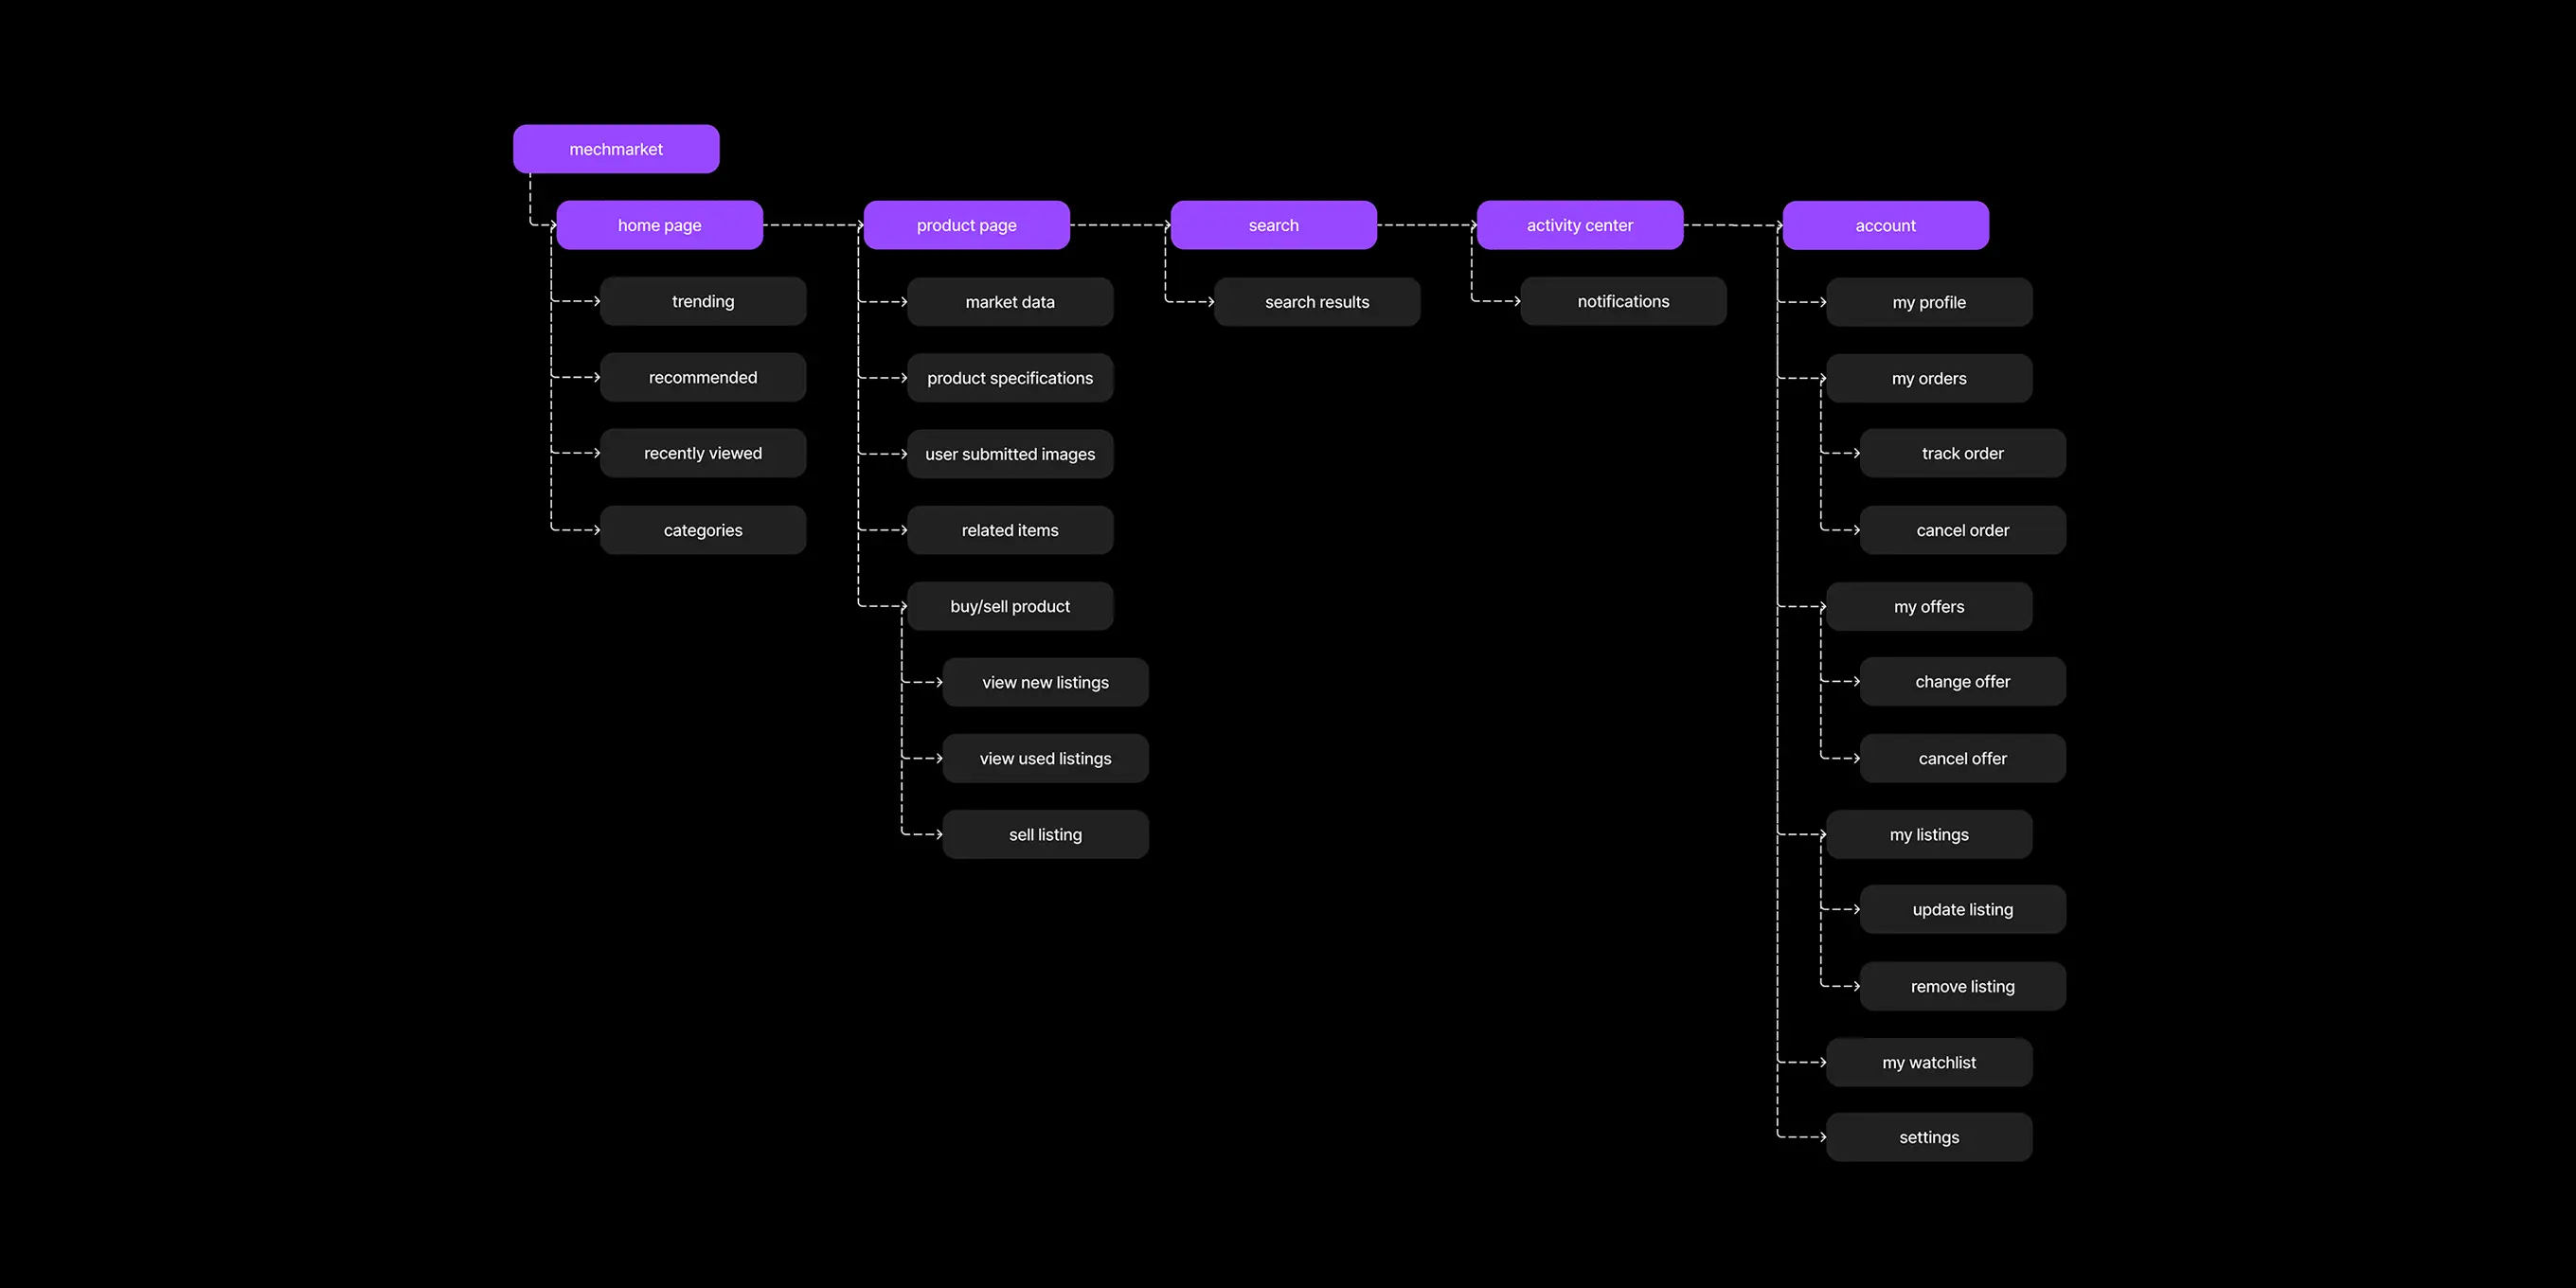 mechmarket
home page
product page
search
activity center
account
trending
recommended
recently viewed
categories
market data
product specifications
user submitted images
related items
buy/sell product
view new listings
view used listings
sell listing
search results
notifications
my profile
my orders
track order
cancel order
my offers
change offer
cancel offer
my listings
update listing
remove listing
my watchlist
settings